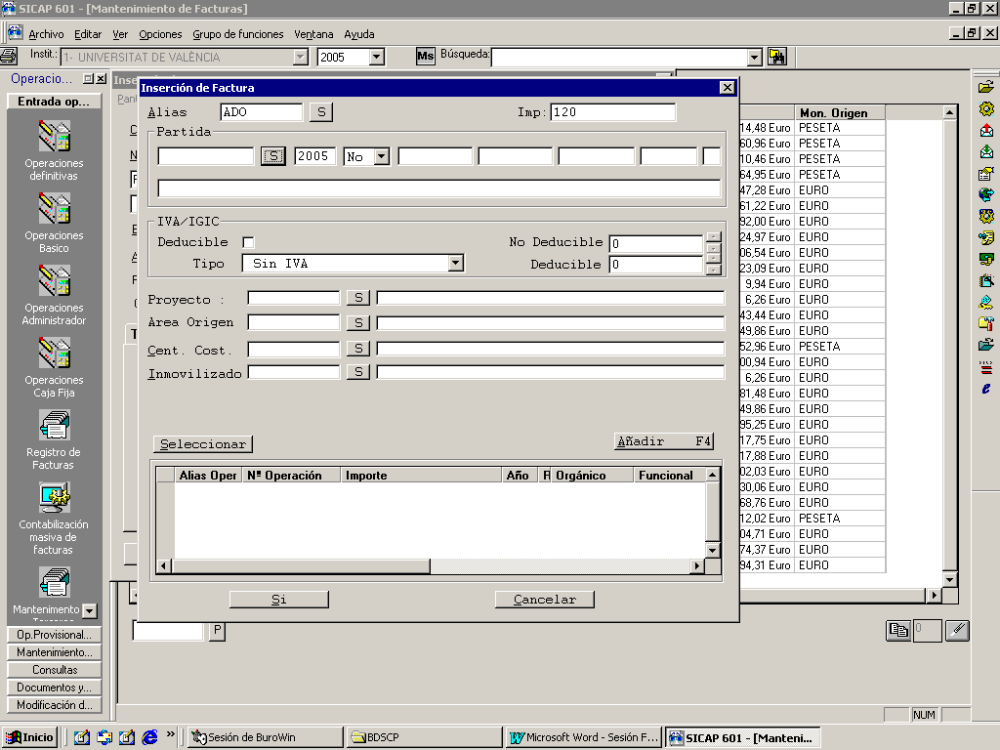 SICAP 601 - [Mantenimiento de Facturas]
Archivo Editar Ver Opciones Grupo de funciones Ventana Ayuda
Instit.: 1- UNIVERSITAT DE VALÈNCIA 2005 Ms Búsqueda:
Operacio...
Entrada op...
Operaciones definitivas
Operaciones Basico
Operaciones Administrador
Operaciones Caja Fija
Registro de Facturas
Contabilización masiva de facturas
Mantenimiento
Op.Provisional...
Mantenimiento...
Consultas
Documentos y...
Modificación d...
Inserción de Factura
Alias ADO S Imp: 120
Partida
S 2005 No
IVA/IGIC
Deducible No Deducible 0
Tipo Sin IVA Deducible 0
Proyecto : S
Area Origen S
Cent. Cost. S
Inmovilizado S
Seleccionar Añadir F4
Alias Oper Nº Operación Importe Año Orgánico Funcional
Si Cancelar
P
Mon. Origen
14,48 Euro PESETA
60,96 Euro PESETA
10,46 Euro PESETA
64,95 Euro PESETA
47,28 Euro EURO
61,22 Euro EURO
92,00 Euro EURO
24,97 Euro EURO
06,54 Euro EURO
23,09 Euro EURO
9,94 Euro EURO
6,26 Euro EURO
43,44 Euro EURO
49,86 Euro EURO
52,96 Euro PESETA
00,94 Euro EURO
6,26 Euro EURO
81,48 Euro EURO
49,86 Euro EURO
95,25 Euro EURO
17,75 Euro EURO
17,88 Euro EURO
02,03 Euro EURO
30,06 Euro EURO
68,76 Euro EURO
12,02 Euro PESETA
04,71 Euro EURO
74,37 Euro EURO
94,31 Euro EURO
0
NUM
Inicio » Sesión de BuroWin BDSCP Microsoft Word - Sesión F... SICAP 601 - [Manteni...